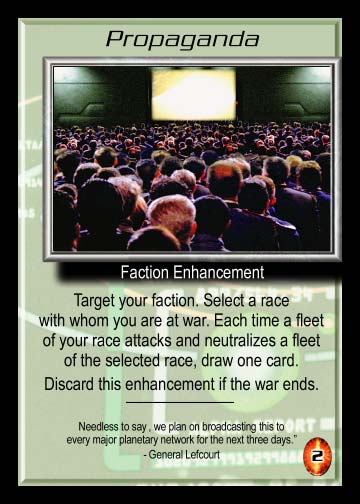 Propaganda
Faction Enhancement
Target your faction. Select a race
with whom you are at war. Each time a fleet
of your race attacks and neutralizes a fleet
of the selected race, draw one card.
Discard this enhancement if the war ends.
Needless to say, we plan on broadcasting this to
every major planetary network for the next three days.”
- General Lefcourt
2